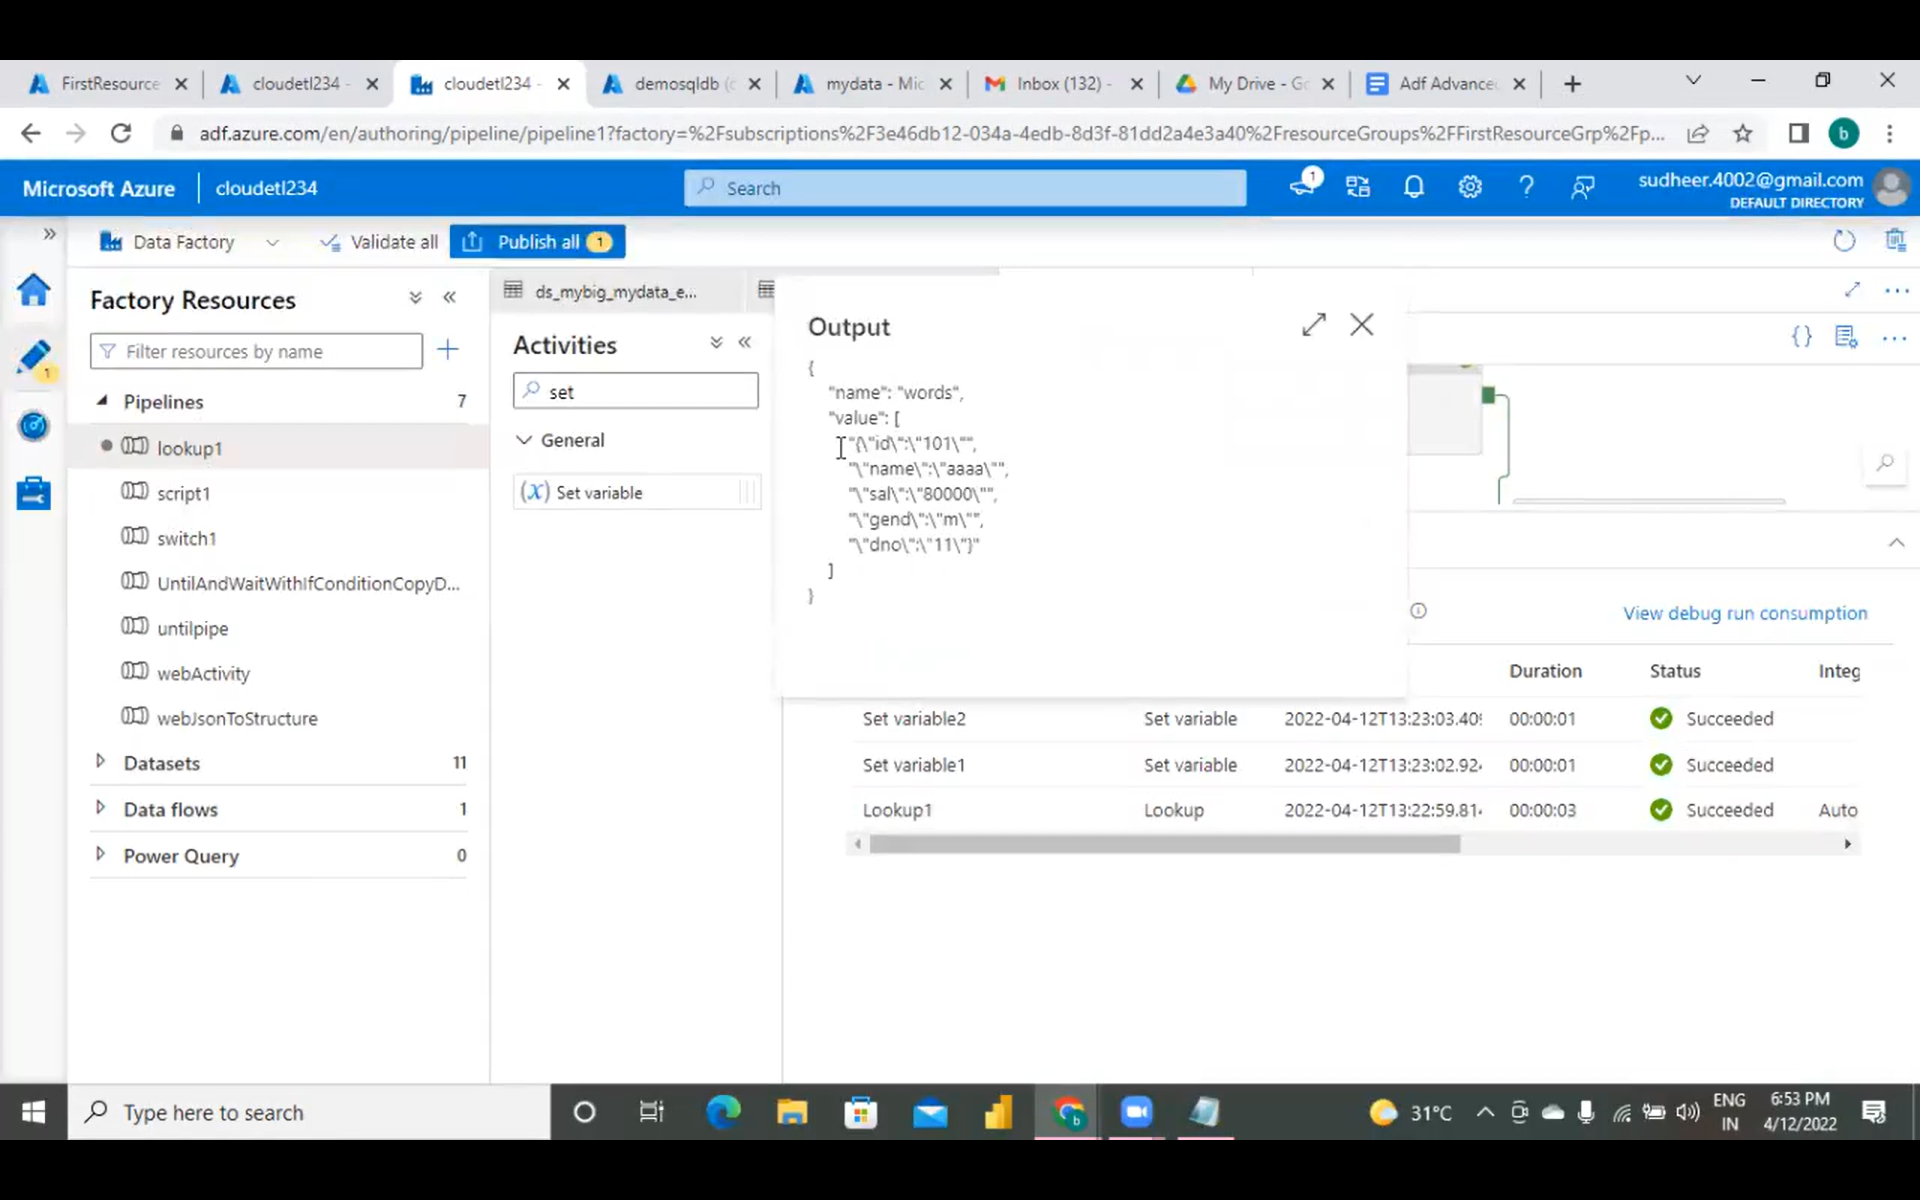 FirstResource
cloudetl234 -
cloudetl234 -
demosqldb (c
mydata - Mic
Inbox (132) -
My Drive - Go
Adf Advance
adf.azure.com/en/authoring/pipeline/pipeline1?factory=%2Fsubscriptions%2F3e46db12-034a-4edb-8d3f-81dd2a4e3a40%2FresourceGroups%2FFirstResourceGrp%2Fp...
b
Microsoft Azure
cloudetl234
Search
1
sudheer.4002@gmail.com
DEFAULT DIRECTORY
Data Factory
Validate all
Publish all 1
Factory Resources
Filter resources by name
1
Pipelines 7
lookup1
script1
switch1
UntilAndWaitWithIfConditionCopyD...
untilpipe
webActivity
webJsonToStructure
Datasets 11
Data flows 1
Power Query 0
ds_mybig_mydata_e...
Activities
set
General
(x) Set variable
Output
{
"name": "words",
"value": [
"{\"id\":\"101\"",
"\"name\":\"aaaa\"",
"\"sal\":\"80000\"",
"\"gend\":\"m\"",
"\"dno\":\"11\"}"
]
}
View debug run consumption
Duration Status Integ
Set variable2 Set variable 2022-04-12T13:23:03.409 00:00:01 Succeeded
Set variable1 Set variable 2022-04-12T13:23:02.924 00:00:01 Succeeded
Lookup1 Lookup 2022-04-12T13:22:59.814 00:00:03 Succeeded Auto
Type here to search
31°C
ENG
IN
6:53 PM
4/12/2022